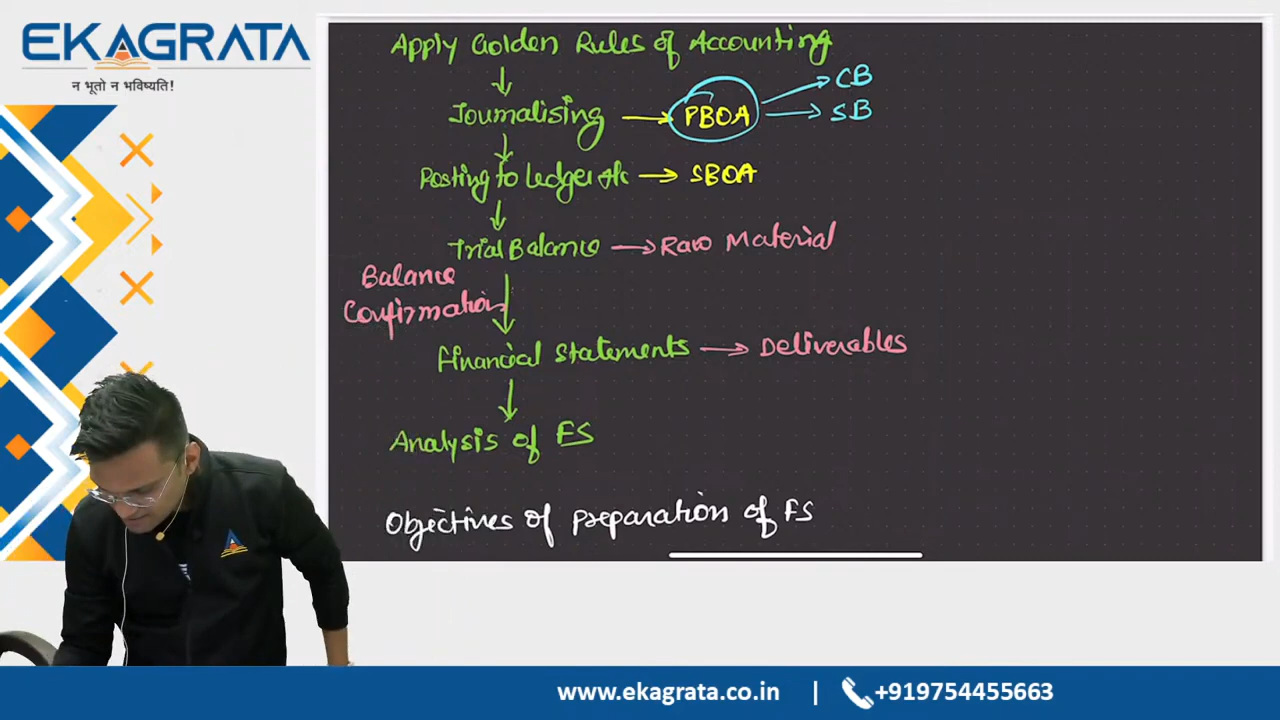 EKAGRATA
न भूतो न भविष्यति!
Apply Golden Rules of Accounting
Journalising → PBOA
CB
SB
Posting to Ledger A/c → SBOA
Trial Balance → Raw Material
Balance
Confirmation
Financial Statements → Deliverables
Analysis of FS
Objectives of preparation of FS
www.ekagrata.co.in | +919754455663